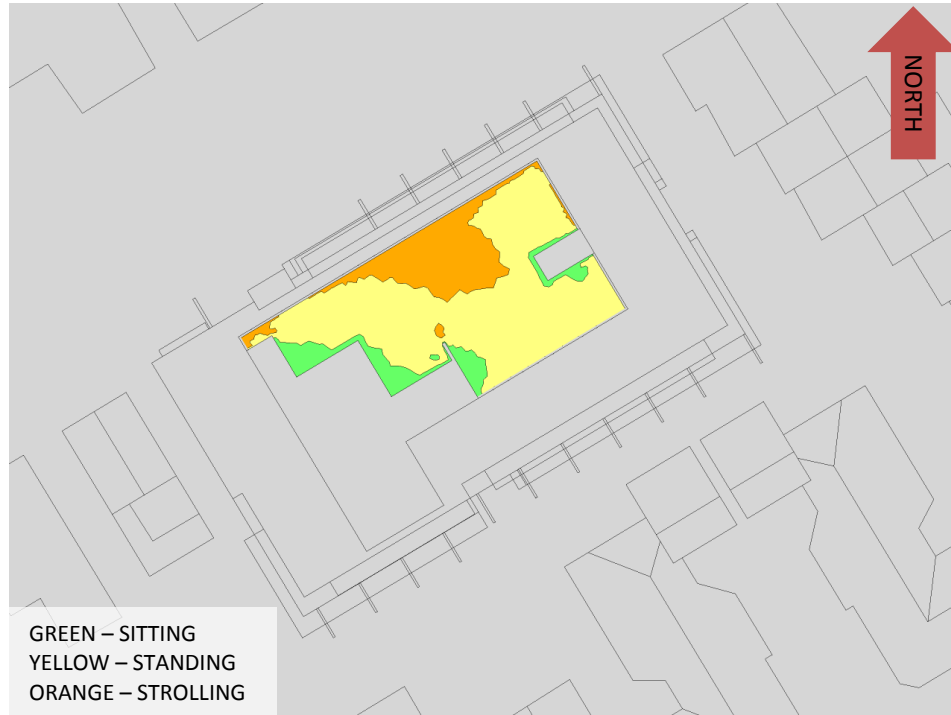 NORTH
GREEN – SITTING
YELLOW – STANDING
ORANGE – STROLLING